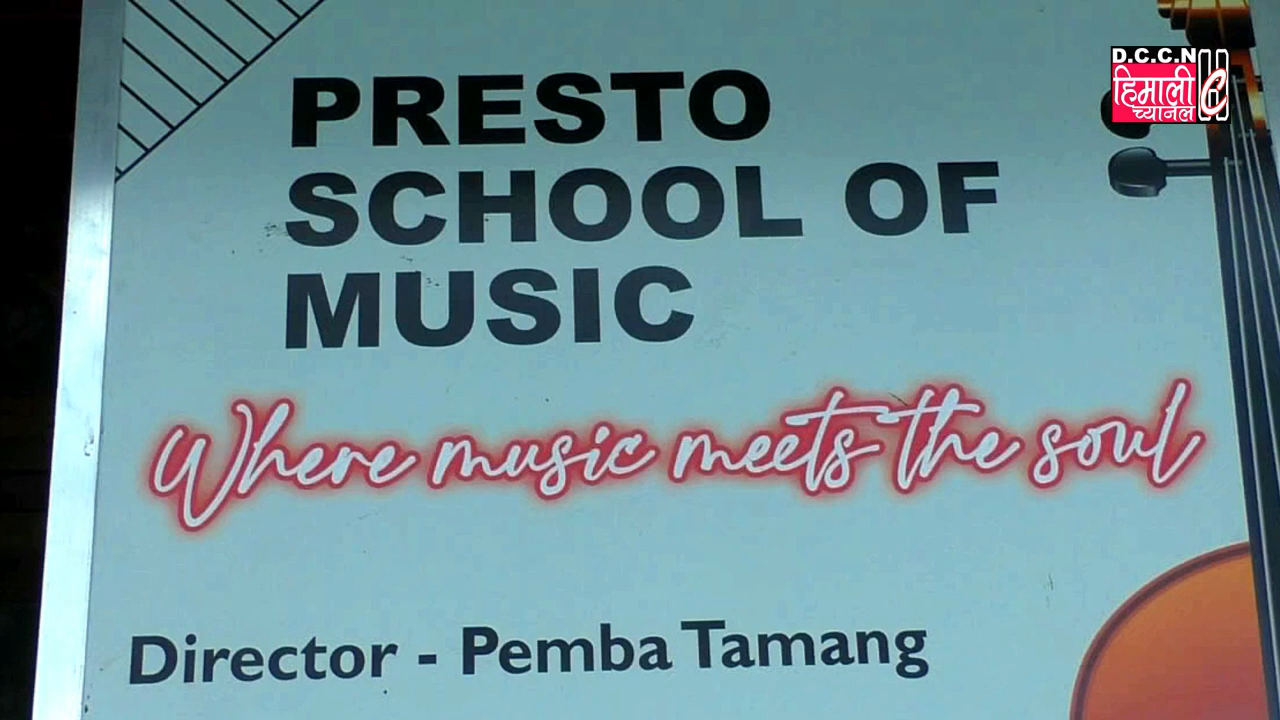 PRESTO
SCHOOL OF
MUSIC
Where music meets the soul
Director - Pemba Tamang
D.C.C.N
हिमाली
च्यानल